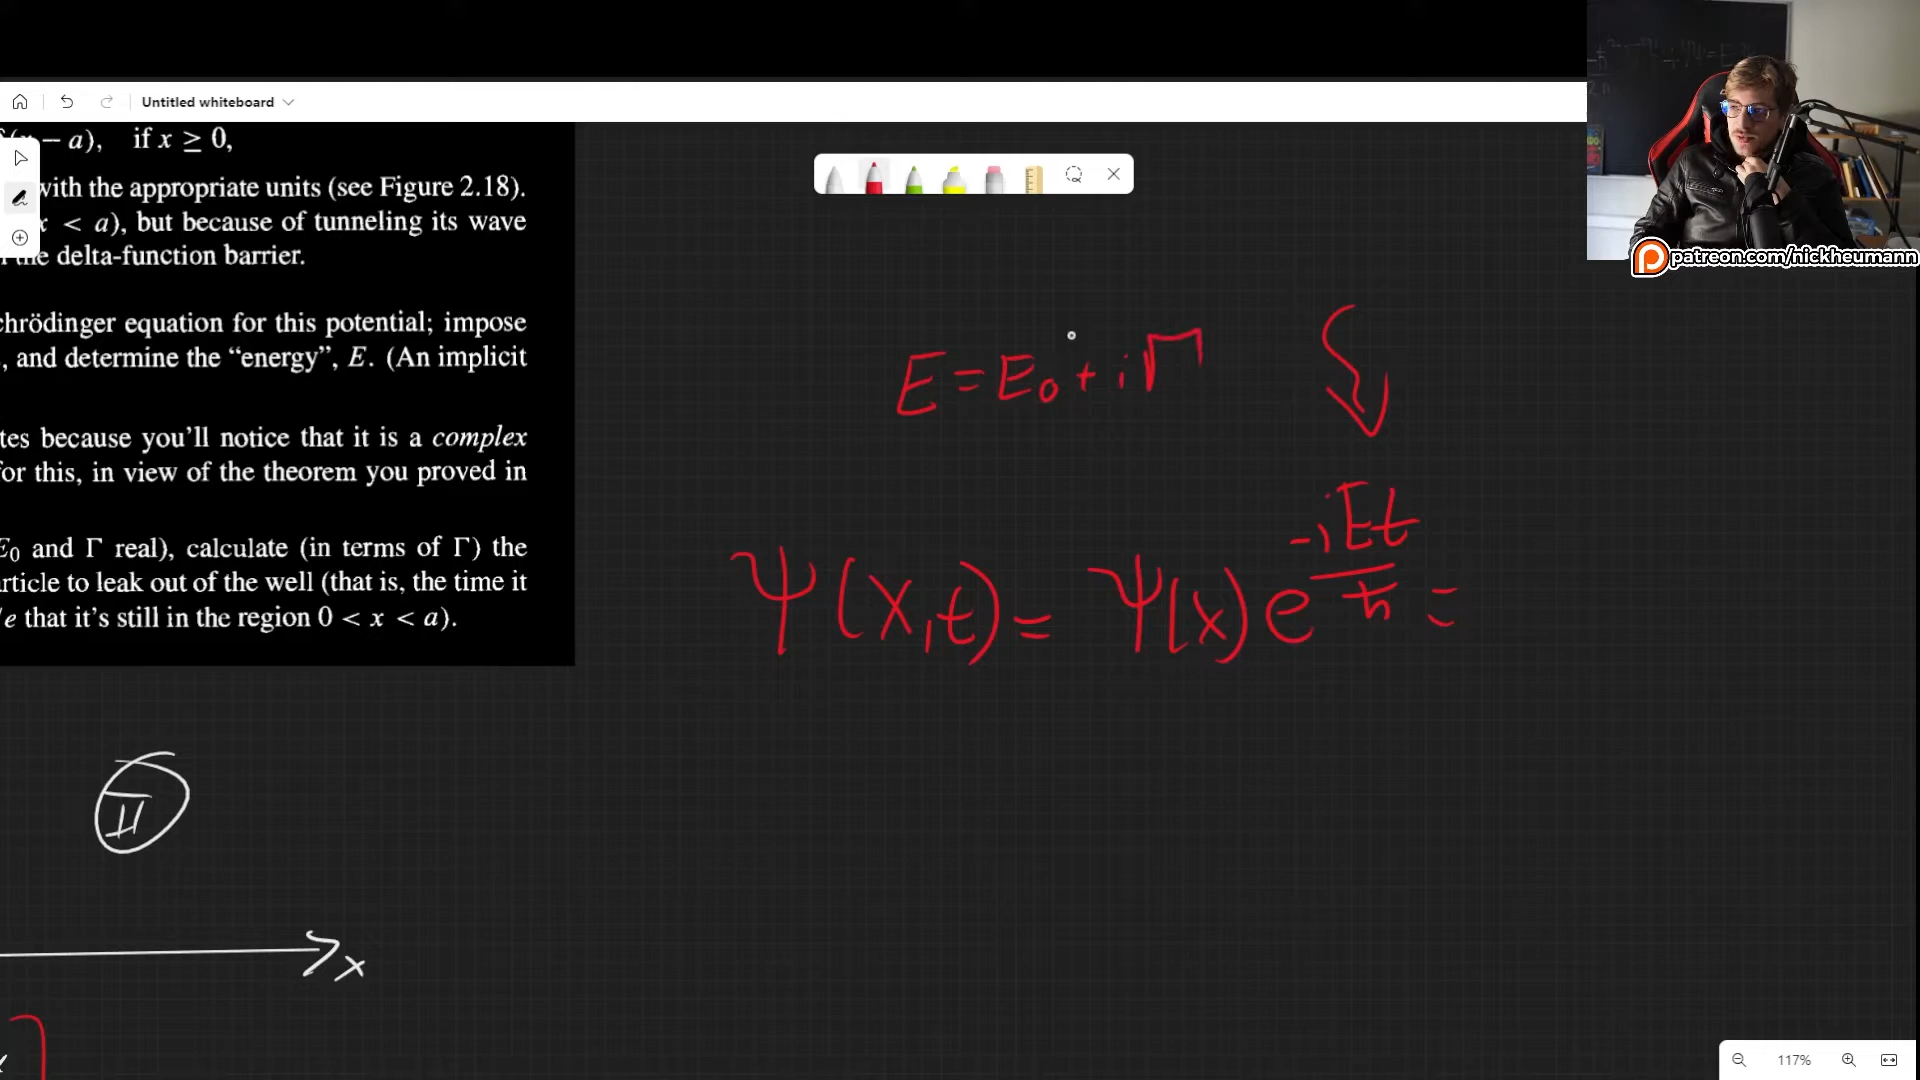 Untitled whiteboard
− a), if x ≥ 0,
with the appropriate units (see Figure 2.18).
x < a), but because of tunneling its wave
the delta-function barrier.
chrödinger equation for this potential; impose
, and determine the “energy”, E. (An implicit
tes because you’ll notice that it is a complex
for this, in view of the theorem you proved in
E₀ and Γ real), calculate (in terms of Γ) the
article to leak out of the well (that is, the time it
/e that it’s still in the region 0 < x < a).
patreon.com/nickheumann
E = E₀ + iΓ
Ψ(x,t) = ψ(x) e^{-iEt/ħ} =
II
x
117%